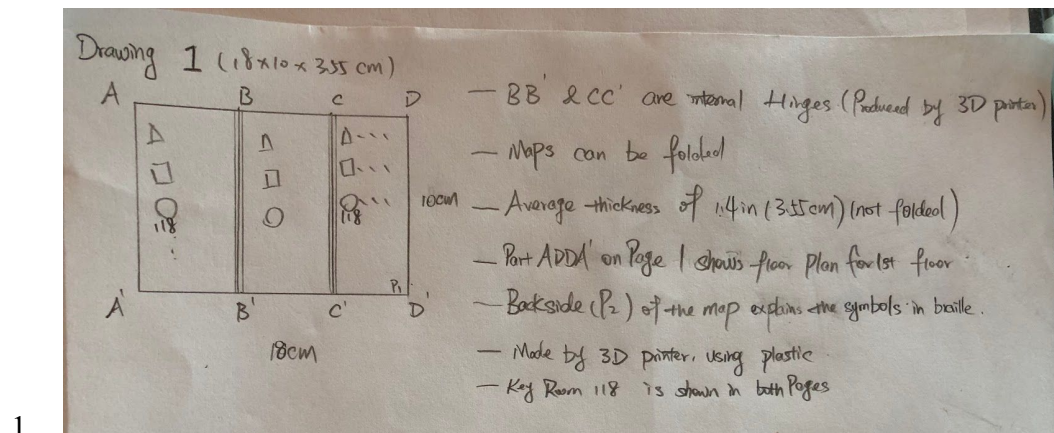 Drawing 1 (18x10x3.55 cm)
A B C D
— BB' & CC' are internal Hinges (Produced by 3D printer)
— Maps can be folded
118 118
10cm
— Average thickness of 1.4in (3.55cm) (not folded)
— Part ADDA' on Page 1 shows floor plan for 1st floor
P1
— Backside (P2) of the map explains the symbols in braille.
A' B' C' D'
18cm
— Made by 3D printer, using plastic
— Key Room 118 is shown in both Pages
1